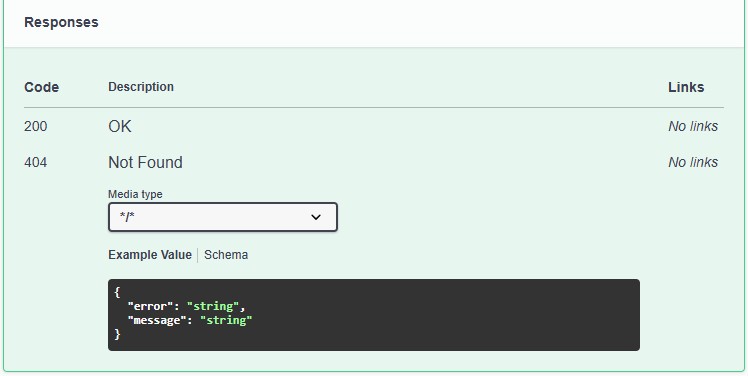 Responses
Code Description Links
200 OK No links
404 Not Found No links
Media type
*/*
Example Value Schema
{
  "error": "string",
  "message": "string"
}